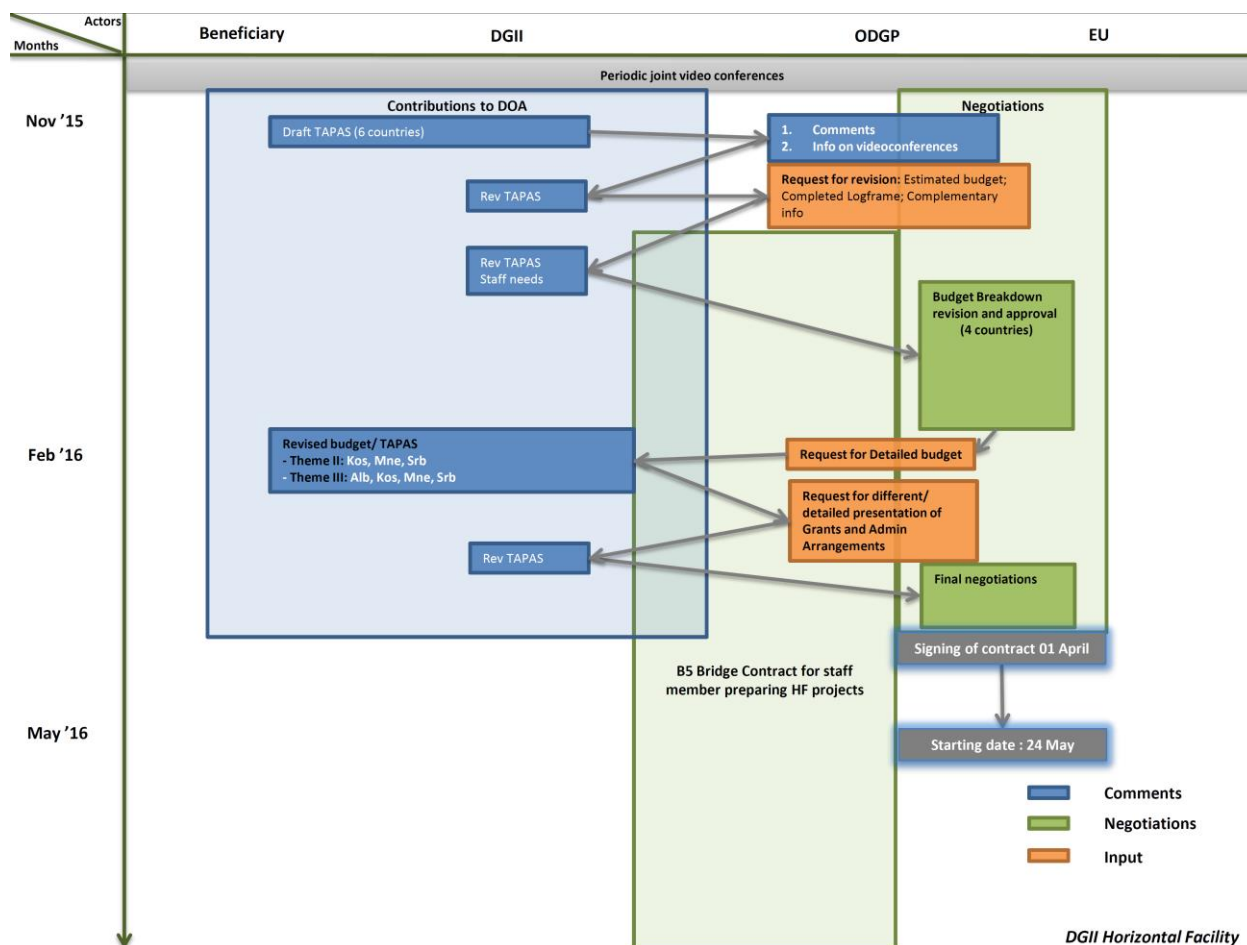 Actors
Months
Beneficiary
DGII
ODGP
EU
Periodic joint video conferences
Nov ’15
Contributions to DOA
Negotiations
Draft TAPAS (6 countries)
1. Comments
2. Info on videoconferences
Rev TAPAS
Request for revision: Estimated budget;
Completed Logframe; Complementary
info
Rev TAPAS
Staff needs
Budget Breakdown
revision and approval
(4 countries)
Feb ’16
Revised budget/ TAPAS
- Theme II: Kos, Mne, Srb
- Theme III: Alb, Kos, Mne, Srb
Request for Detailed budget
Request for different/
detailed presentation of
Grants and Admin
Arrangements
Rev TAPAS
Final negotiations
Signing of contract 01 April
B5 Bridge Contract for staff
member preparing HF projects
May ’16
Starting date : 24 May
Comments
Negotiations
Input
DGII Horizontal Facility